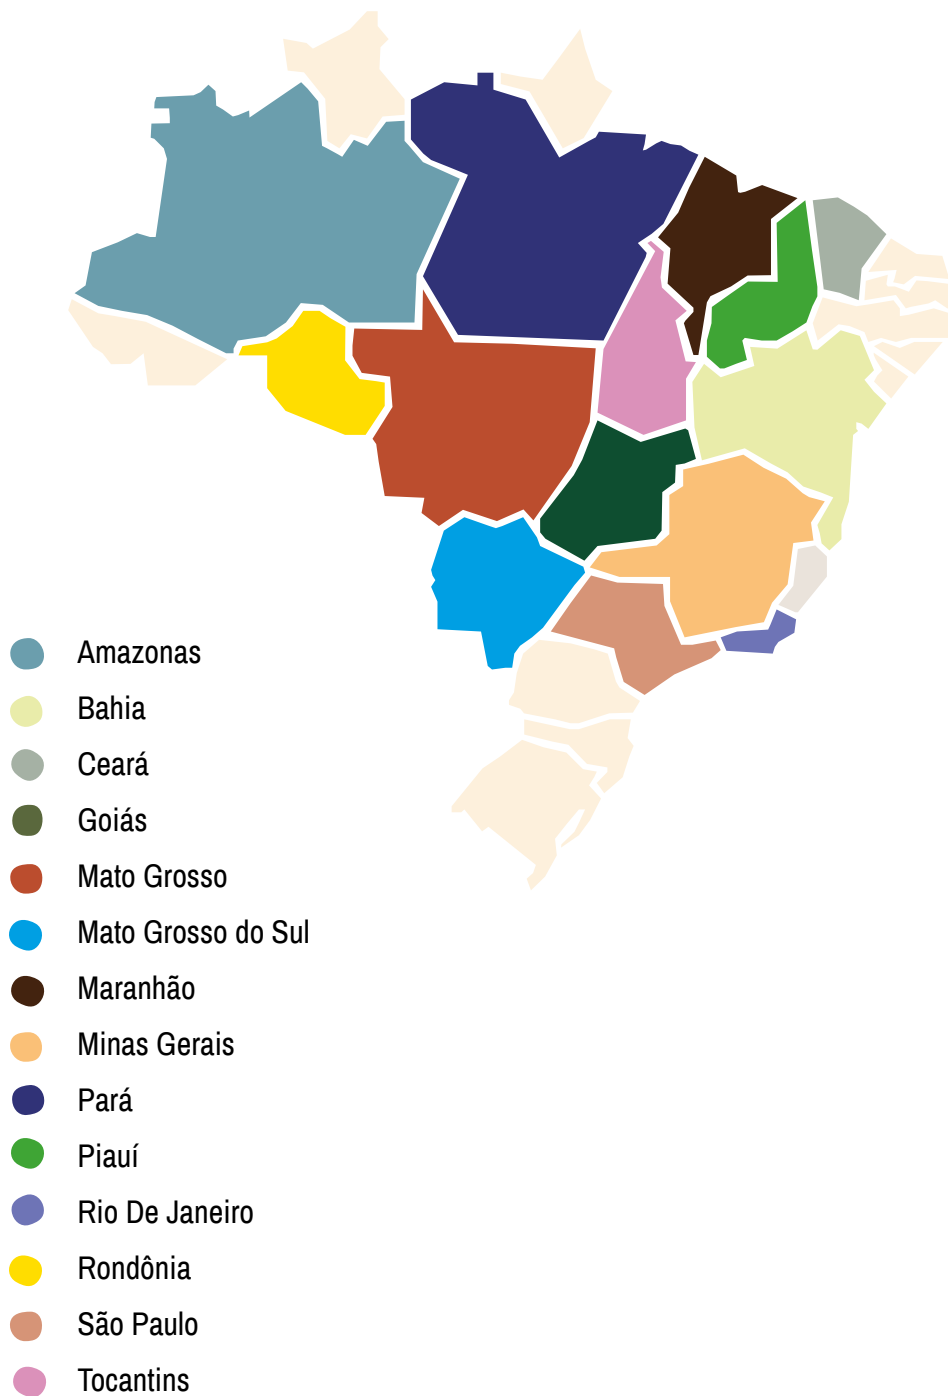 Amazonas
Bahia
Ceará
Goiás
Mato Grosso
Mato Grosso do Sul
Maranhão
Minas Gerais
Pará
Piauí
Rio De Janeiro
Rondônia
São Paulo
Tocantins